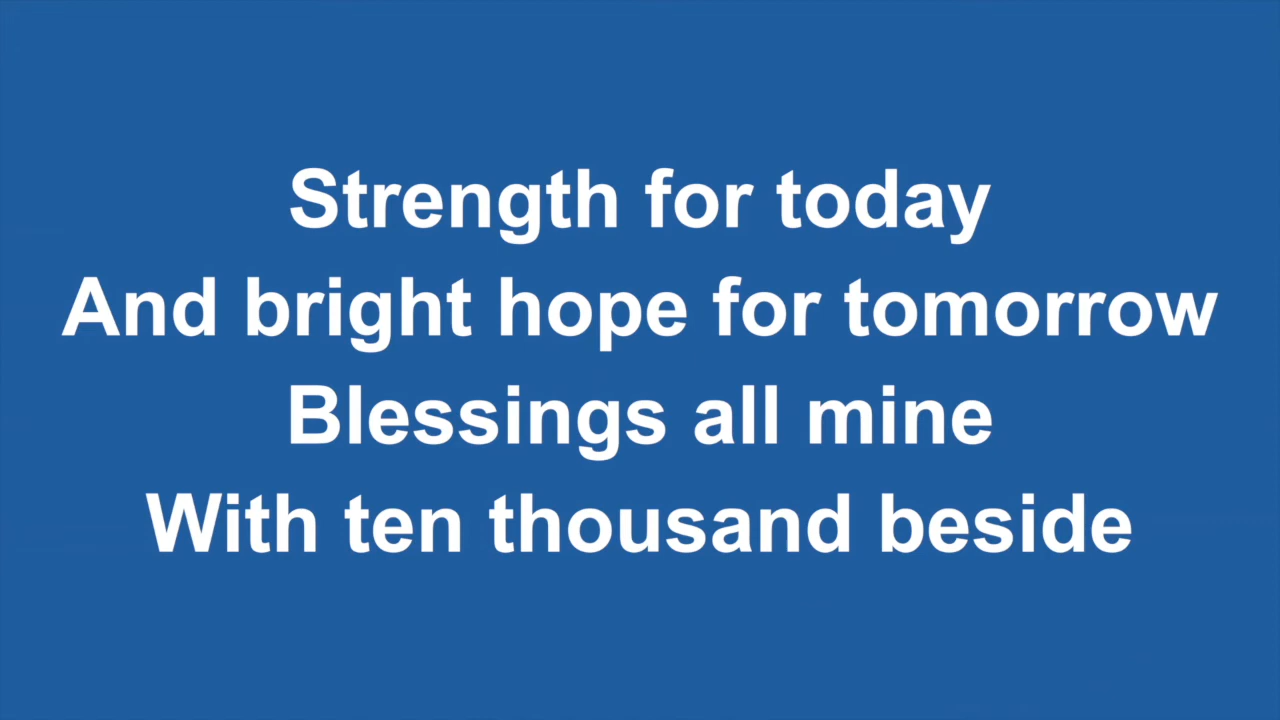 Strength for today
And bright hope for tomorrow
Blessings all mine
With ten thousand beside